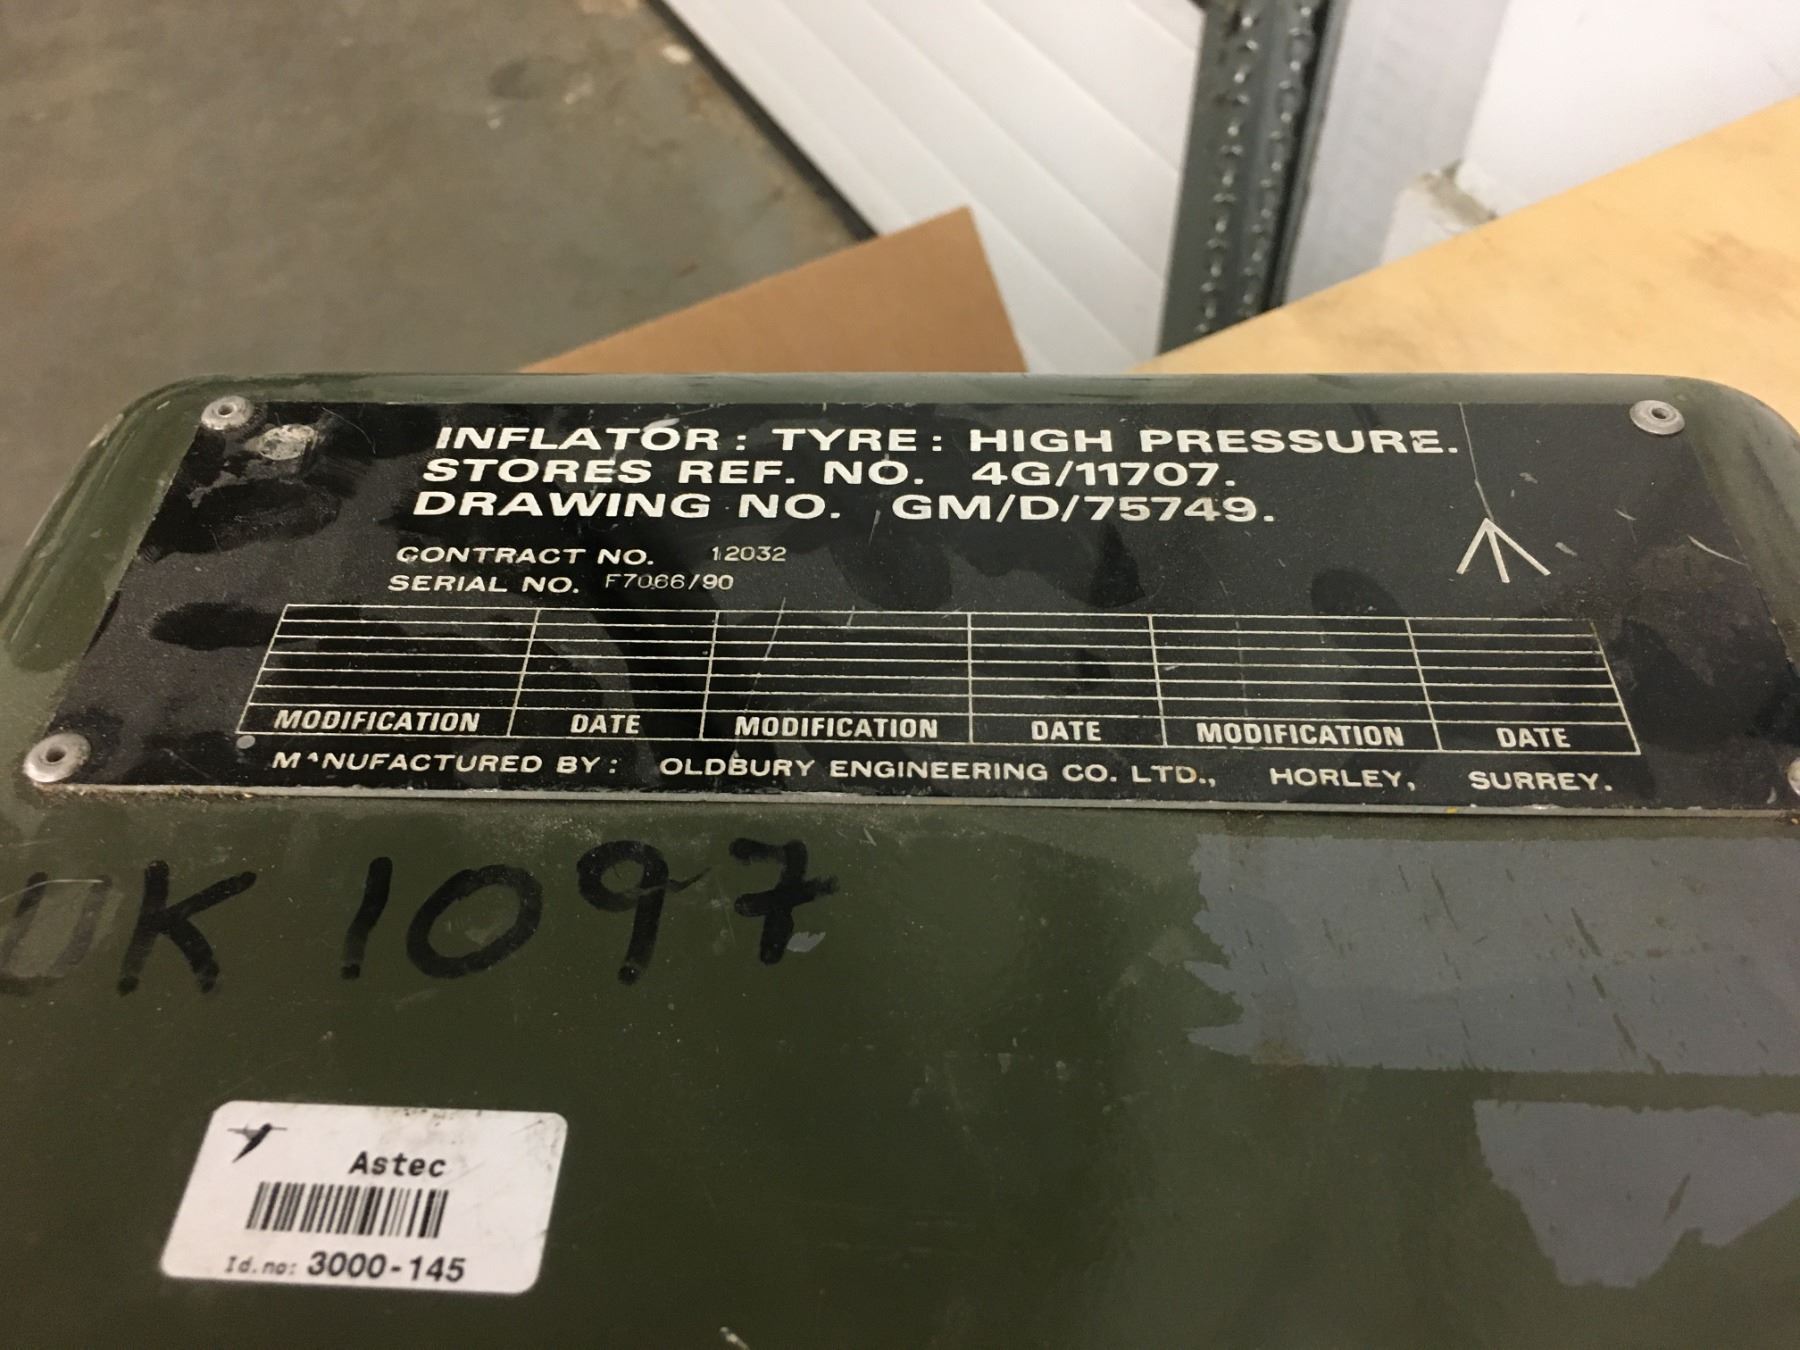 INFLATOR: TYRE: HIGH PRESSURE.
STORES REF. NO. 4G/11707.
DRAWING NO. GM/D/75749.
CONTRACT NO. 12032
SERIAL NO. F7066/90
MODIFICATION DATE MODIFICATION DATE MODIFICATION DATE
MANUFACTURED BY: OLDBURY ENGINEERING CO. LTD., HORLEY, SURREY.
UK 1097
Astec
Id.no: 3000-145